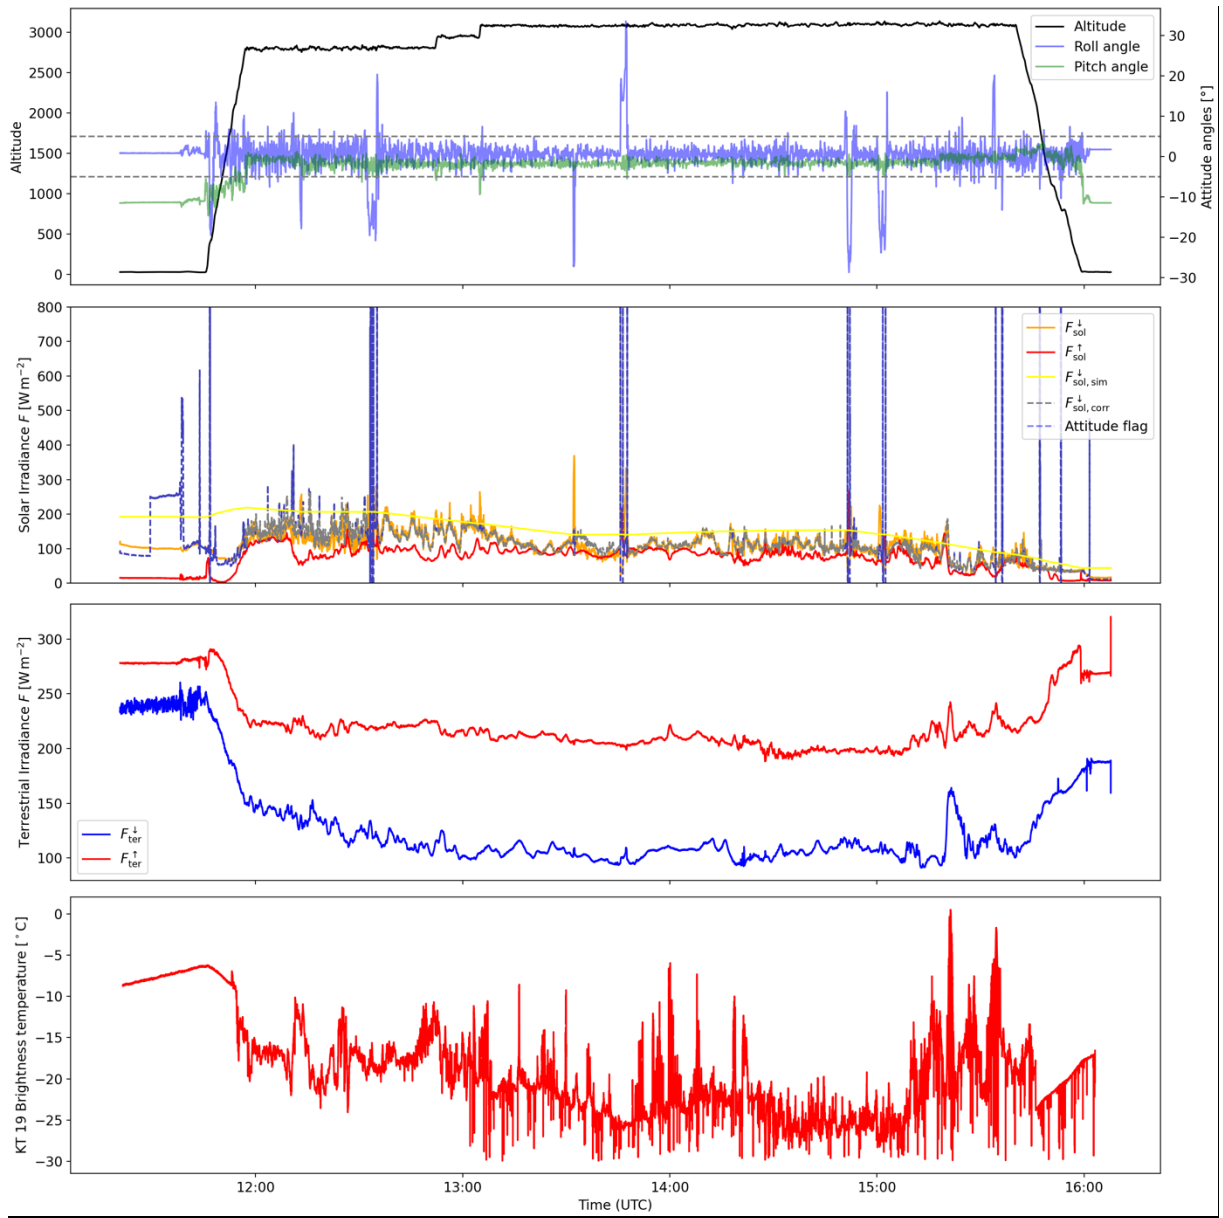 3000
2500
2000
1500
1000
500
0
Altitude
30
20
10
0
−10
−20
−30
Attitude angles [°]
Altitude
Roll angle
Pitch angle
800
700
600
500
400
300
200
100
0
Solar Irradiance F [W m⁻²]
F↓sol
F↑sol
F↓sol, sim
F↓sol, corr
Attitude flag
300
250
200
150
100
Terrestrial Irradiance F [W m⁻²]
F↓ter
F↑ter
0
−5
−10
−15
−20
−25
−30
KT 19 Brightness temperature [°C]
12:00 13:00 14:00 15:00 16:00
Time (UTC)